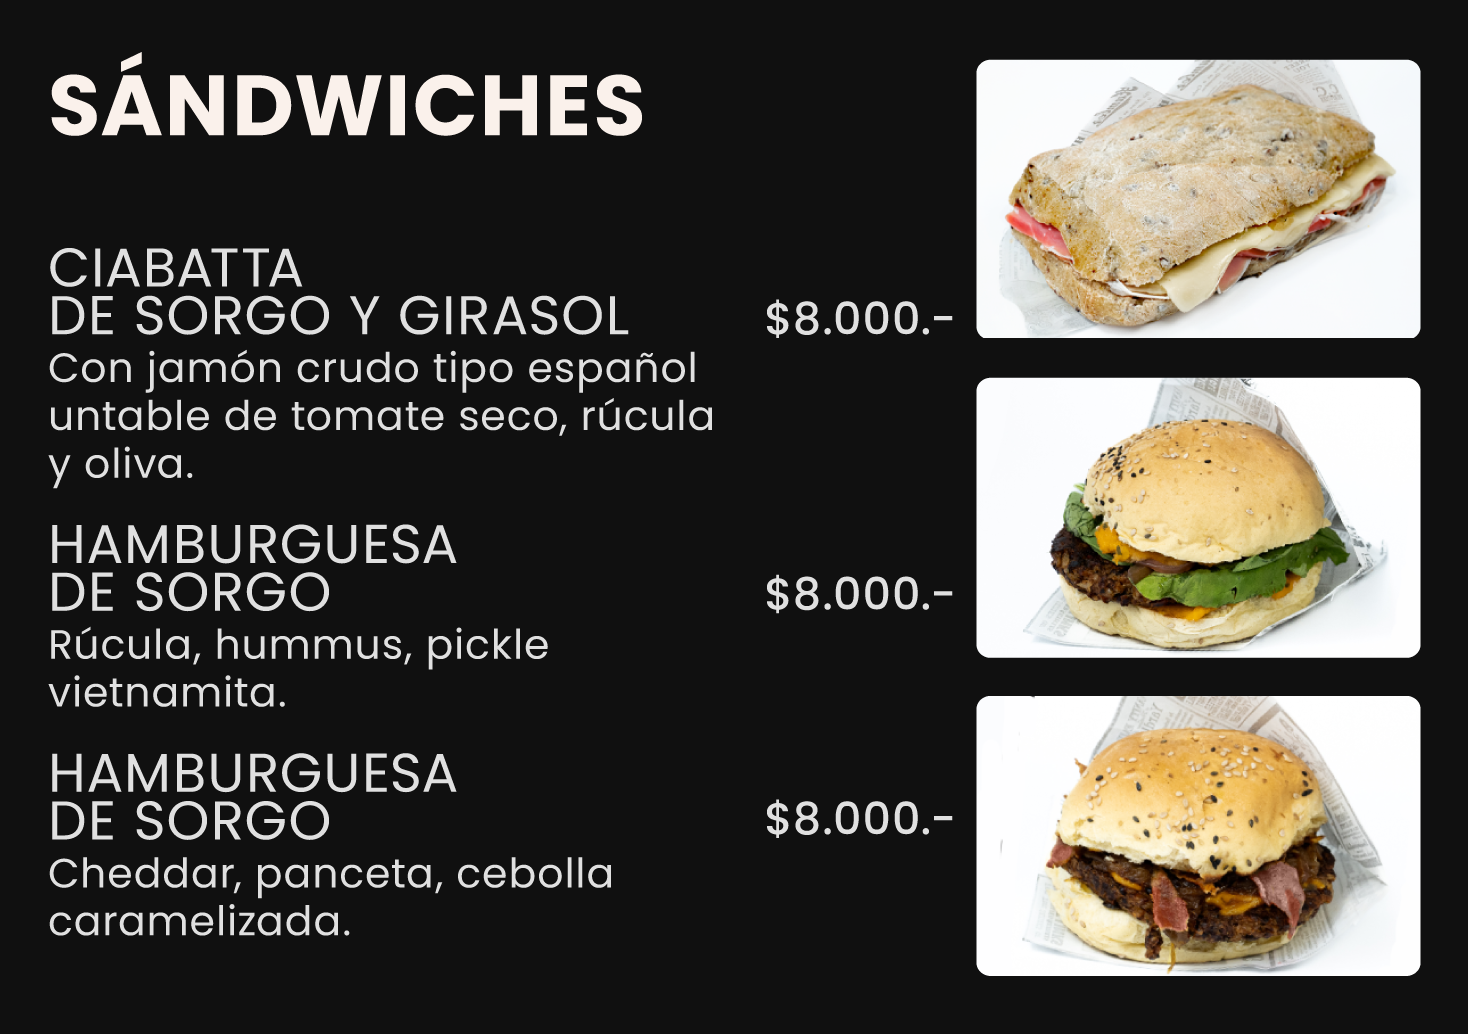 SÁNDWICHES
CIABATTA
DE SORGO Y GIRASOL
$8.000.-
Con jamón crudo tipo español
untable de tomate seco, rúcula
y oliva.
HAMBURGUESA
DE SORGO
$8.000.-
Rúcula, hummus, pickle
vietnamita.
HAMBURGUESA
DE SORGO
$8.000.-
Cheddar, panceta, cebolla
caramelizada.